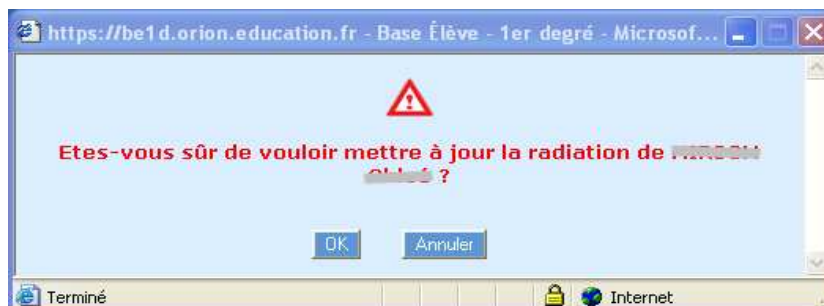 https://be1d.orion.education.fr - Base Élève - 1er degré - Microsof...
Etes-vous sûr de vouloir mettre à jour la radiation de
?
OK Annuler
Terminé Internet